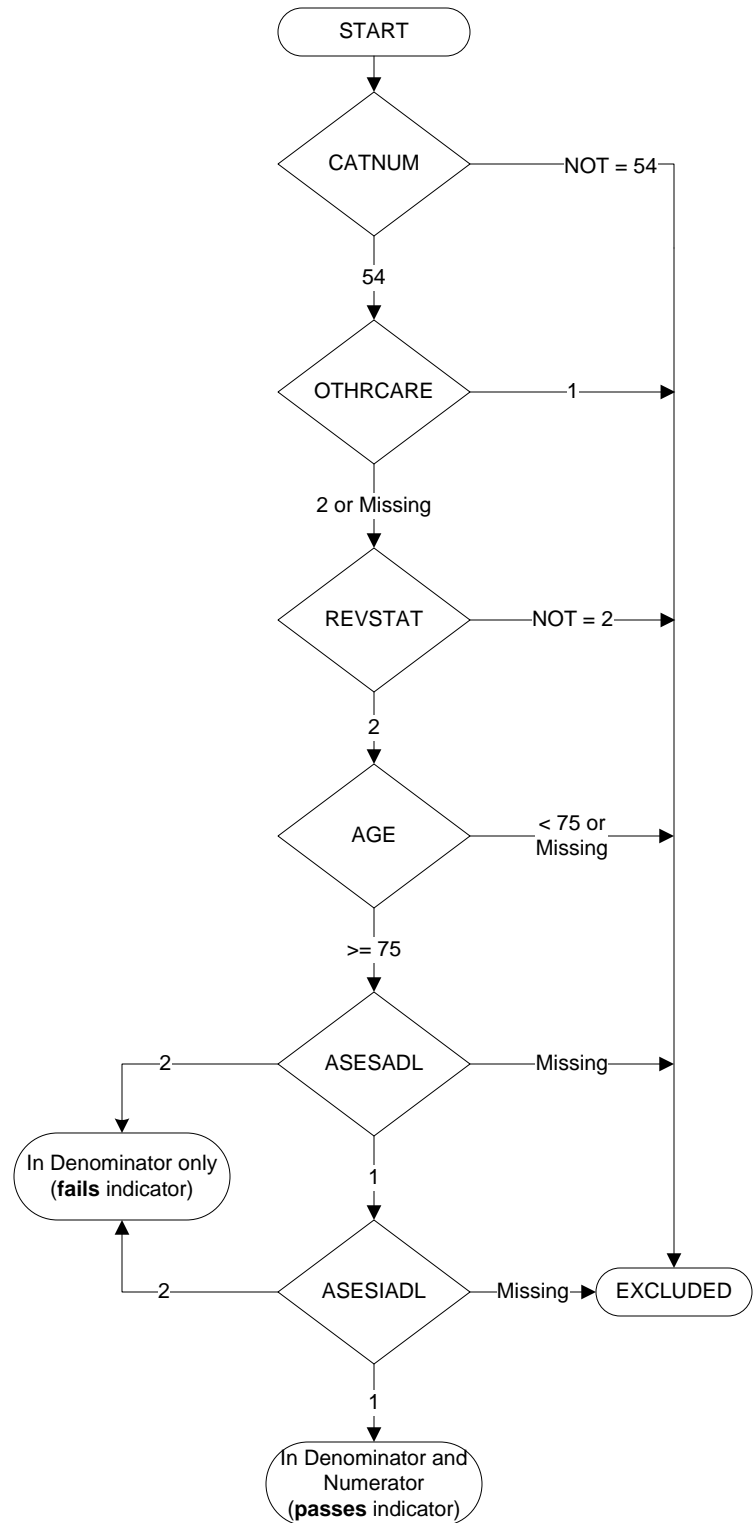 START
CATNUM
NOT = 54
54
OTHRCARE
1
2 or Missing
REVSTAT
NOT = 2
2
AGE
< 75 or
Missing
>= 75
2
ASESADL
Missing
In Denominator only
(fails indicator)
1
2
ASESIADL
Missing
EXCLUDED
1
In Denominator and
Numerator
(passes indicator)